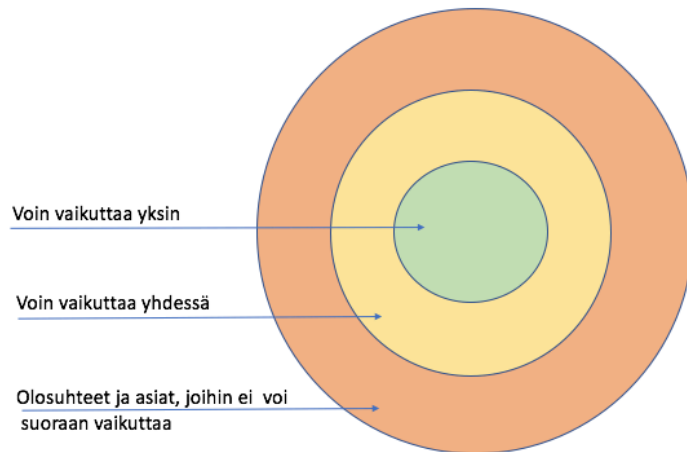 Voin vaikuttaa yksin
Voin vaikuttaa yhdessä
Olosuhteet ja asiat, joihin ei voi
suoraan vaikuttaa